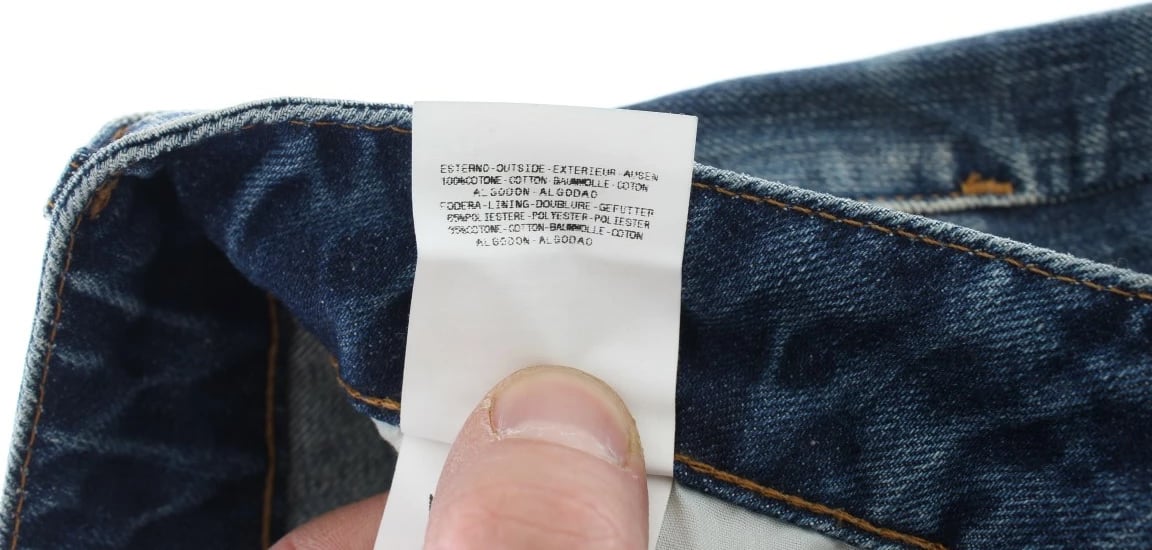 ESTERNO-OUTSIDE-EXTERIEUR-AUSEN
100%COTONE-COTTON-BAUMWOLLE-COTON
ALGODON-ALGODAO
FODERA-LINING-DOUBLURE-GEFUTTER
65%POLIESTERE-POLYESTER-POLIESTER
35%COTONE-COTTON-BAUMWOLLE-COTON
ALGODON-ALGODAO